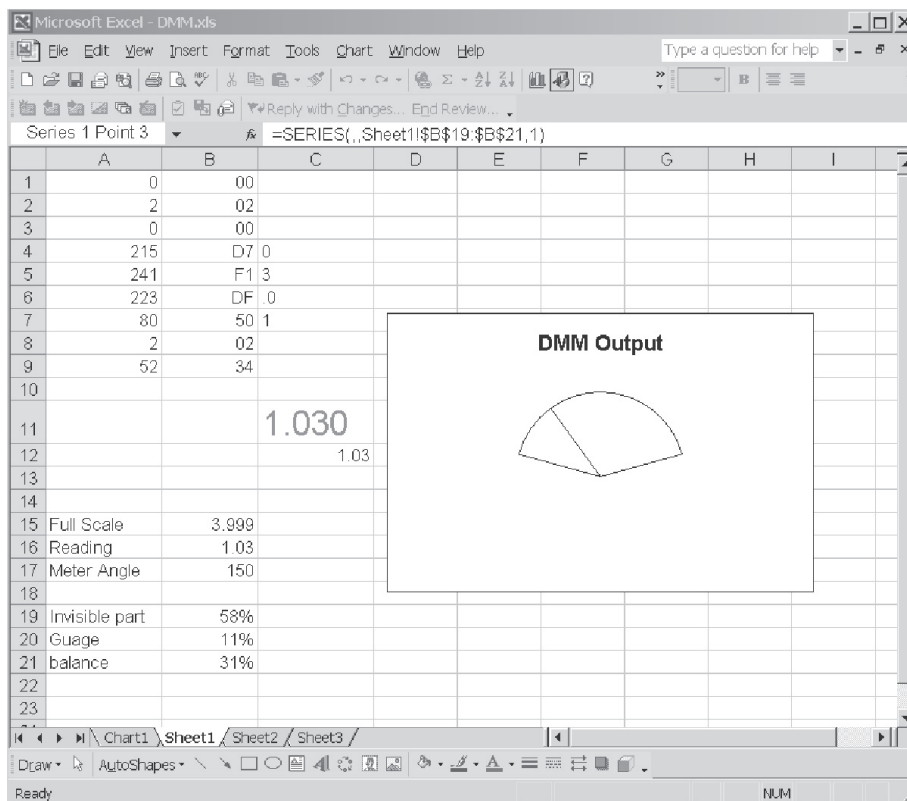 Microsoft Excel - DMM.xls
File Edit View Insert Format Tools Chart Window Help Type a question for help
Reply with Changes... End Review...
Series 1 Point 3 fx =SERIES(,,Sheet1!$B$19:$B$21,1)
A B C D E F G H I
1 0 00
2 2 02
3 0 00
4 215 D7 0
5 241 F1 3
6 223 DF .0
7 80 50 1
DMM Output
8 2 02
9 52 34
10
11 1.030
12 1.03
13
14
15 Full Scale 3.999
16 Reading 1.03
17 Meter Angle 150
18
19 Invisible part 58%
20 Guage 11%
21 balance 31%
22
23
Chart1 Sheet1 Sheet2 Sheet3
Draw AutoShapes
Ready NUM